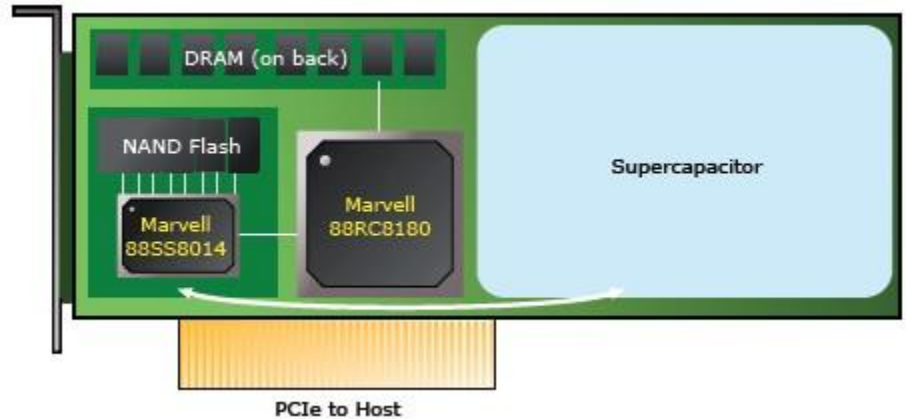 DRAM (on back)
NAND Flash
Marvell
88SS8014
Marvell
88RC8180
Supercapacitor
PCIe to Host